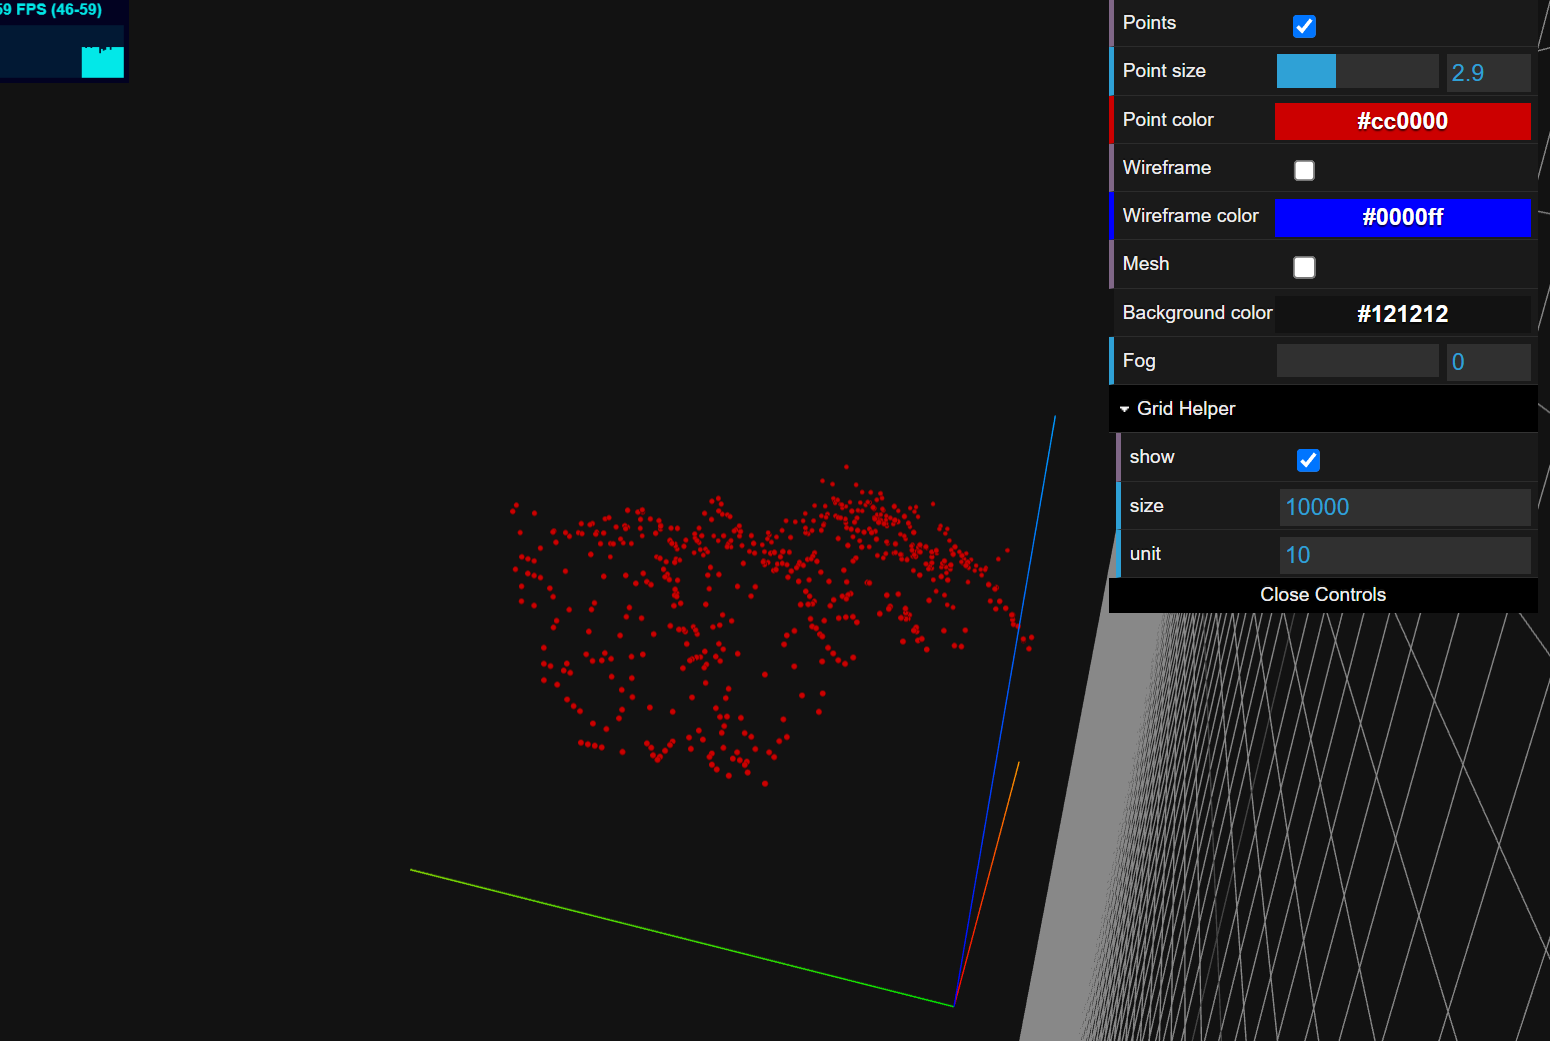 59 FPS (46-59)
Points
Point size 2.9
Point color #cc0000
Wireframe
Wireframe color #0000ff
Mesh
Background color #121212
Fog 0
Grid Helper
show
size 10000
unit 10
Close Controls